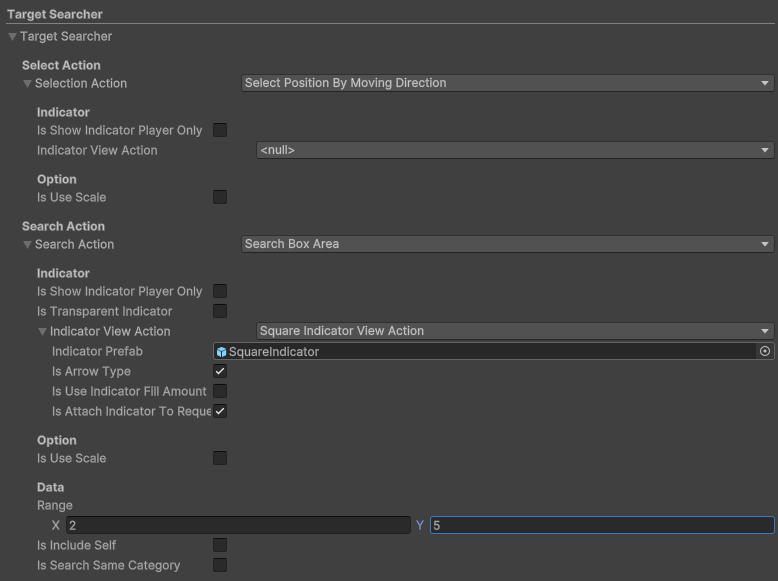 Target Searcher
Target Searcher
Select Action
Selection Action Select Position By Moving Direction
Indicator
Is Show Indicator Player Only
Indicator View Action <null>
Option
Is Use Scale
Search Action
Search Action Search Box Area
Indicator
Is Show Indicator Player Only
Is Transparent Indicator
Indicator View Action Square Indicator View Action
Indicator Prefab SquareIndicator
Is Arrow Type
Is Use Indicator Fill Amount
Is Attach Indicator To Reque
Option
Is Use Scale
Data
Range
X 2 Y 5
Is Include Self
Is Search Same Category